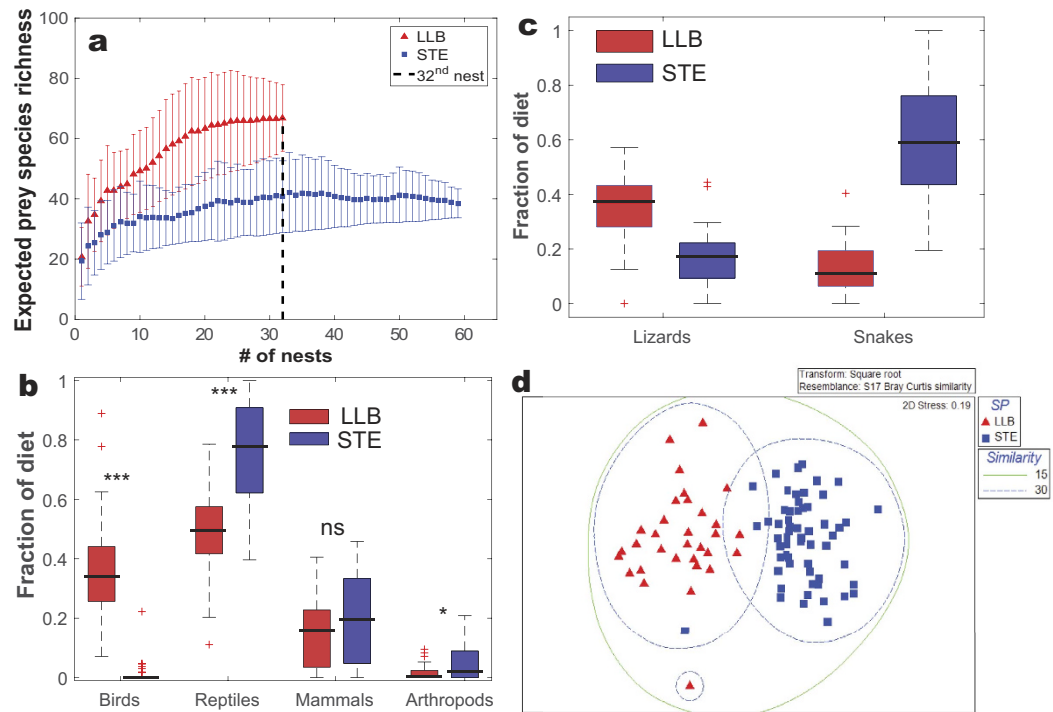 a
Expected prey species richness
100
80
60
40
20
0
0
10
20
30
40
50
60
# of nests
LLB
STE
32nd nest
b
Fraction of diet
1
0.8
0.6
0.4
0.2
0
***
***
ns
*
LLB
STE
Birds
Reptiles
Mammals
Arthropods
c
Fraction of diet
1
0.8
0.6
0.4
0.2
0
LLB
STE
Lizards
Snakes
d
Transform: Square root
Resemblance: S17 Bray Curtis similarity
2D Stress: 0.19
SP
LLB
STE
Similarity
15
30